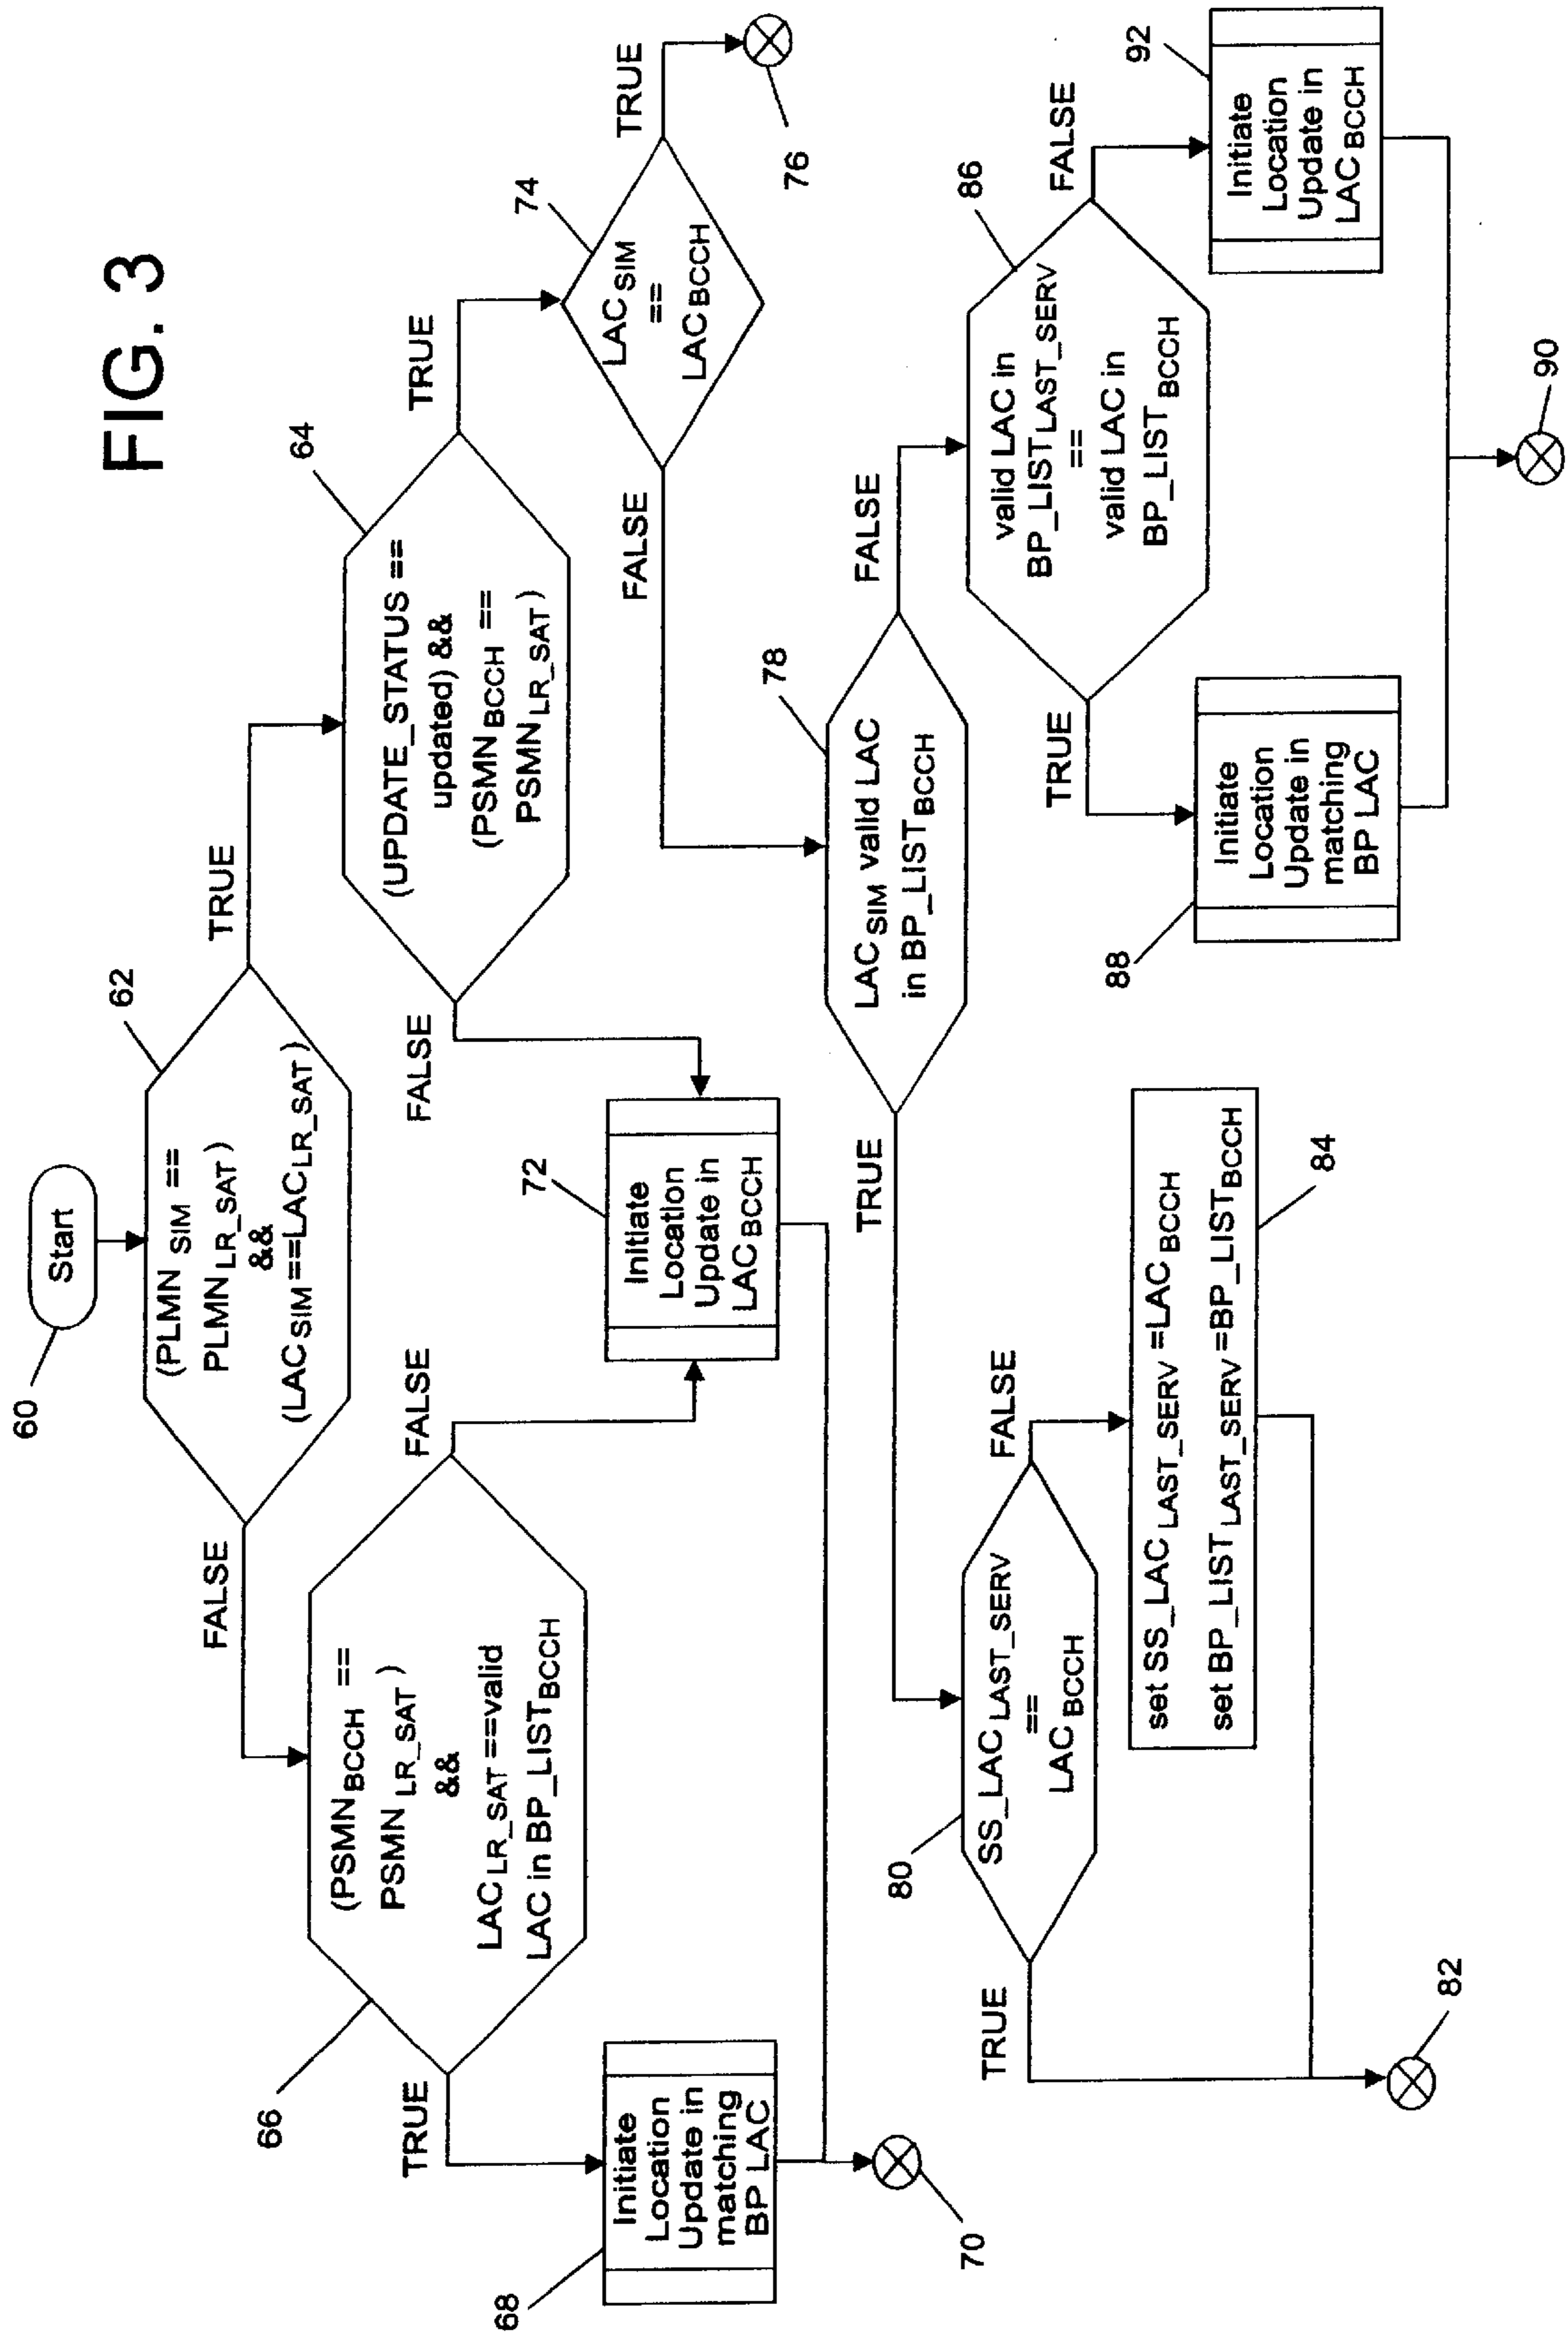 FIG. 3
60
Start
62
(PLMN SIM ==
PLMN LR_SAT)
&&
(LAC SIM ==LAC LR_SAT)
FALSE
TRUE
66
(PSMN BCCH ==
PSMN LR_SAT)
&&
LAC LR_SAT ==valid
LAC in BP_LIST BCCH
TRUE
FALSE
64
(UPDATE_STATUS ==
updated) &&
(PSMN BCCH ==
PSMN LR_SAT)
FALSE
TRUE
68
Initiate
Location
Update in
matching
BP LAC
70
72
Initiate
Location
Update in
LAC BCCH
74
LAC SIM
==
LAC BCCH
FALSE
TRUE
76
78
LAC SIM valid LAC
in BP_LIST BCCH
TRUE
FALSE
80
SS_LAC LAST_SERV
==
LAC BCCH
TRUE
FALSE
82
set SS_LAC LAST_SERV =LAC BCCH
set BP_LIST LAST_SERV =BP_LIST BCCH
84
86
valid LAC in
BP_LIST LAST_SERV
==
valid LAC in
BP_LIST BCCH
TRUE
FALSE
88
Initiate
Location
Update in
matching
BP LAC
92
Initiate
Location
Update in
LAC BCCH
90